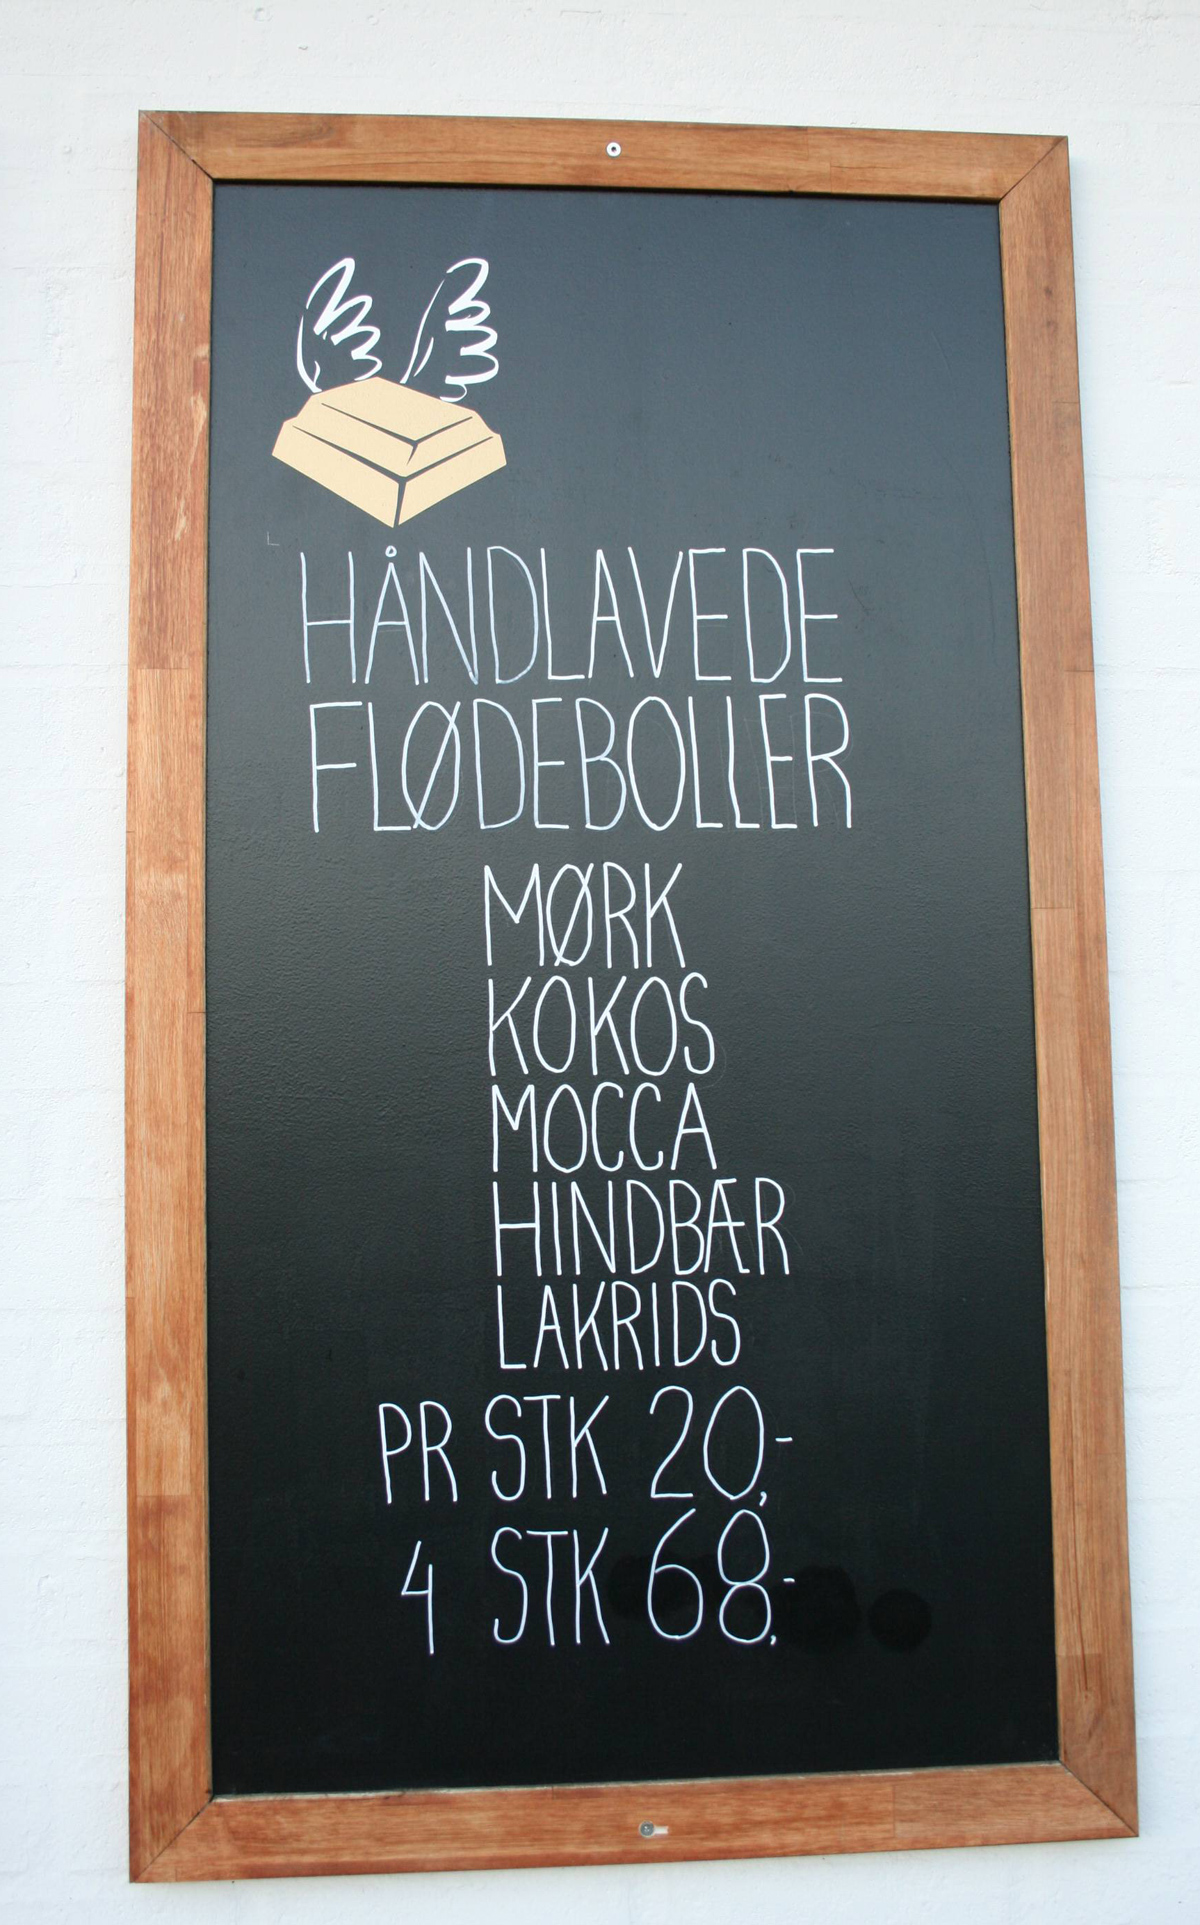 HÅNDLAVEDE
FLØDEBOLLER
MØRK
KOKOS
MOCCA
HINDBÆR
LAKRIDS
PR STK 20,-
4 STK 68,-